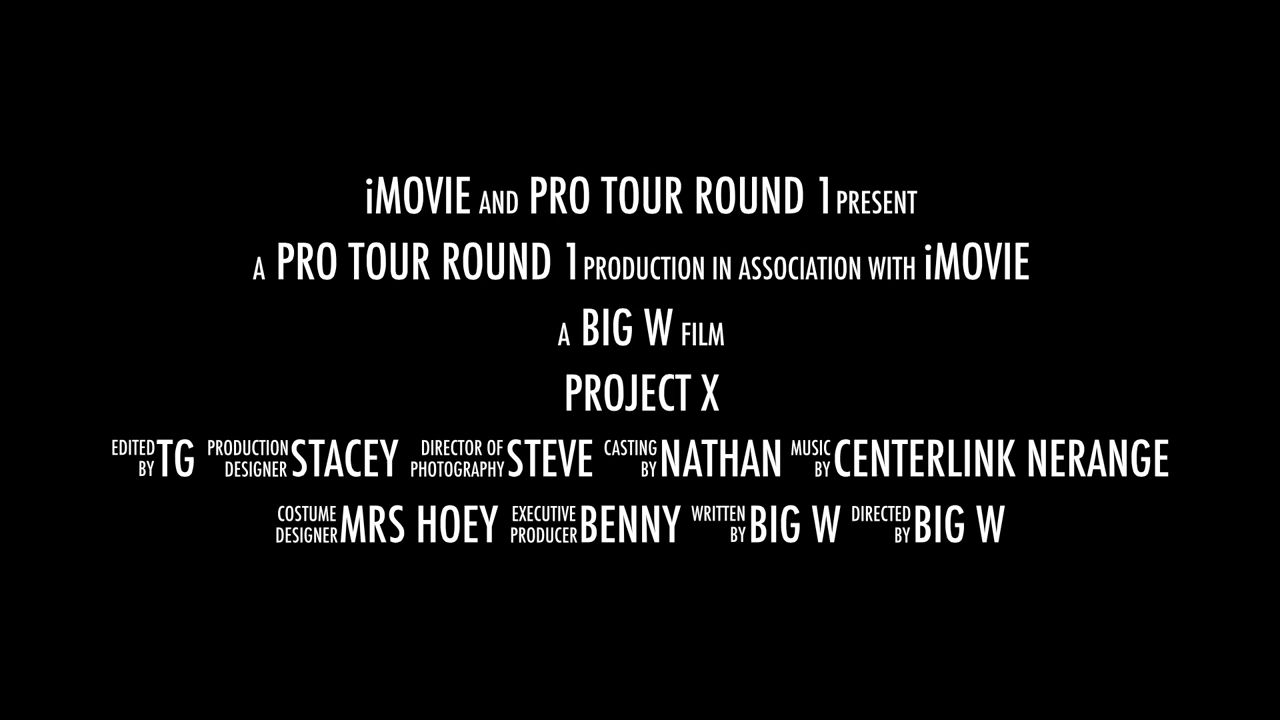 iMOVIE AND PRO TOUR ROUND 1 PRESENT
A PRO TOUR ROUND 1 PRODUCTION IN ASSOCIATION WITH iMOVIE
A BIG W FILM
PROJECT X
EDITED BY TG PRODUCTION DESIGNER STACEY DIRECTOR OF PHOTOGRAPHY STEVE CASTING BY NATHAN MUSIC BY CENTERLINK NERANGE
COSTUME DESIGNER MRS HOEY EXECUTIVE PRODUCER BENNY WRITTEN BY BIG W DIRECTED BY BIG W